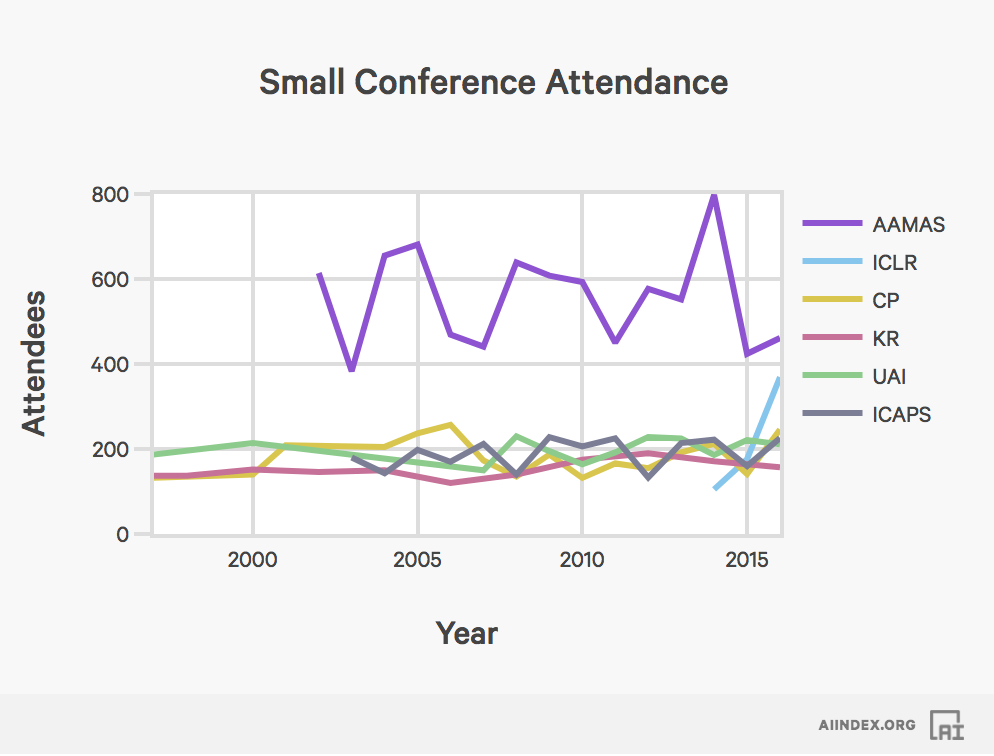 Small Conference Attendance
800
600
400
200
0
Attendees
2000 2005 2010 2015
Year
AAMAS
ICLR
CP
KR
UAI
ICAPS
AIINDEX.ORG
AI